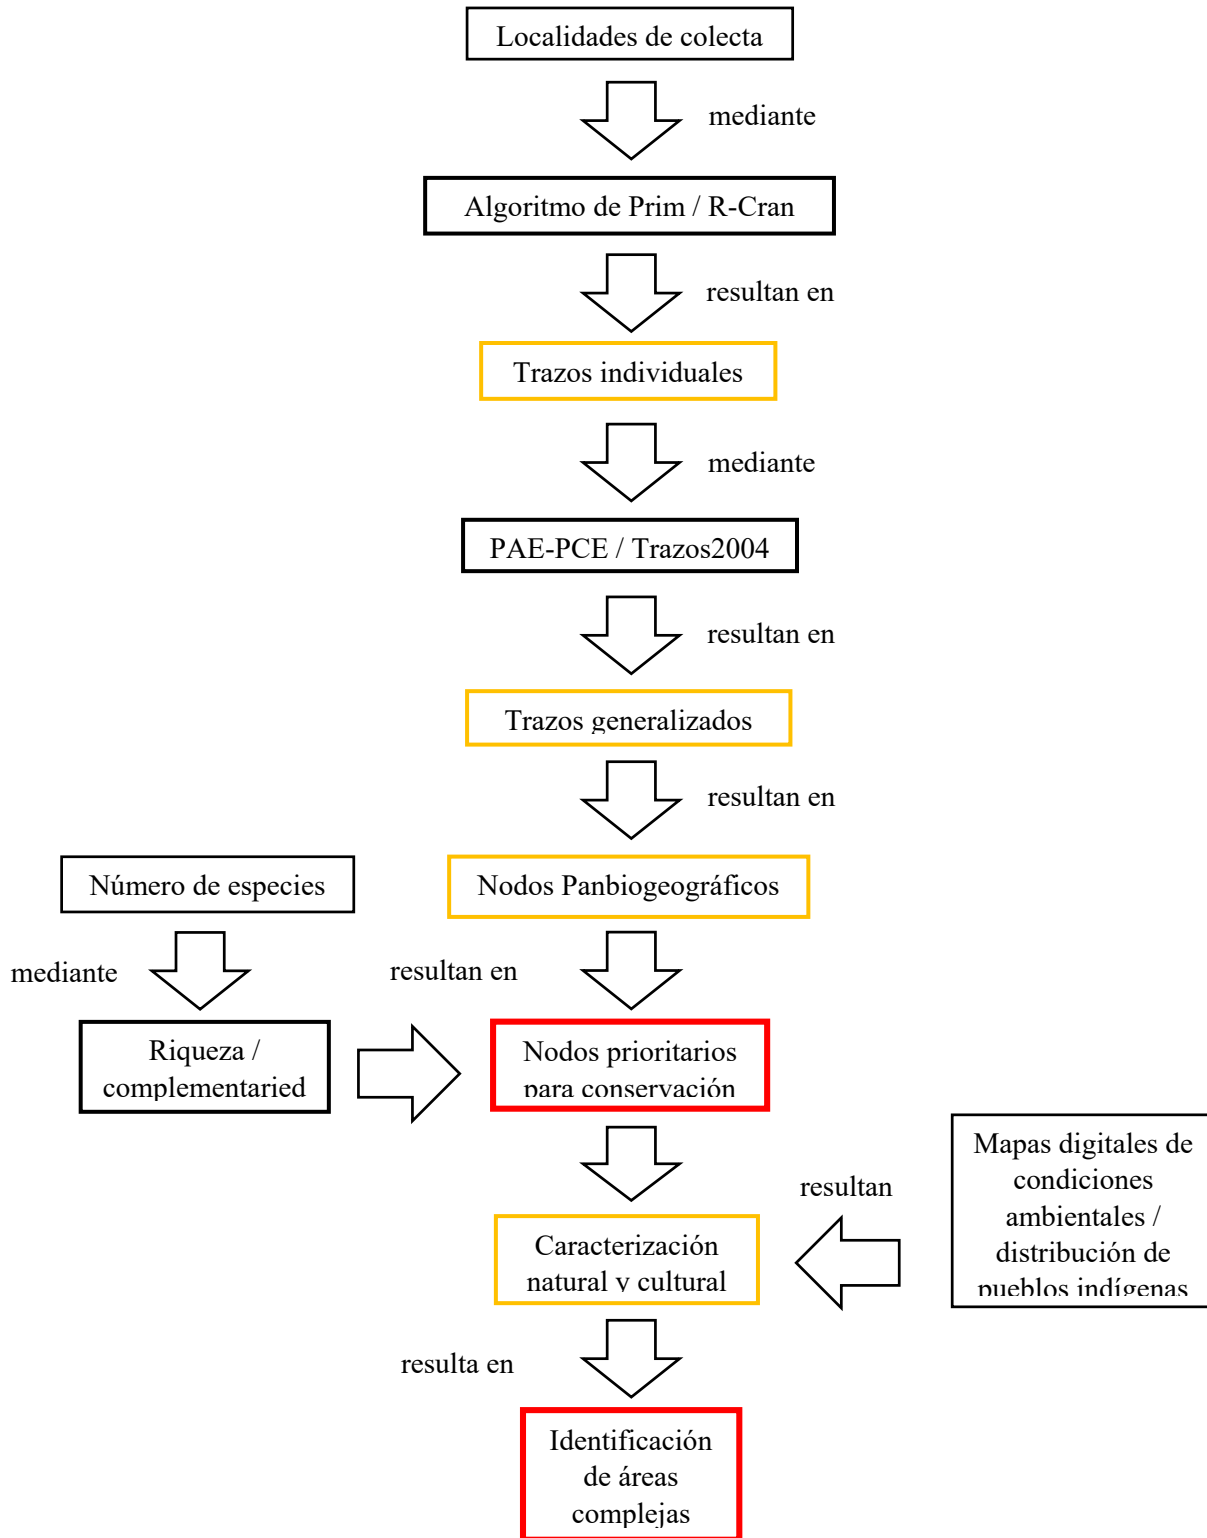 Localidades de colecta
mediante
Algoritmo de Prim / R-Cran
resultan en
Trazos individuales
mediante
PAE-PCE / Trazos2004
resultan en
Trazos generalizados
resultan en
Número de especies
Nodos Panbiogeográficos
mediante
resultan en
Riqueza /
complementaried
Nodos prioritarios
para conservación
Mapas digitales de
condiciones
ambientales /
distribución de
pueblos indígenas
resultan
Caracterización
natural y cultural
resulta en
Identificación
de áreas
complejas